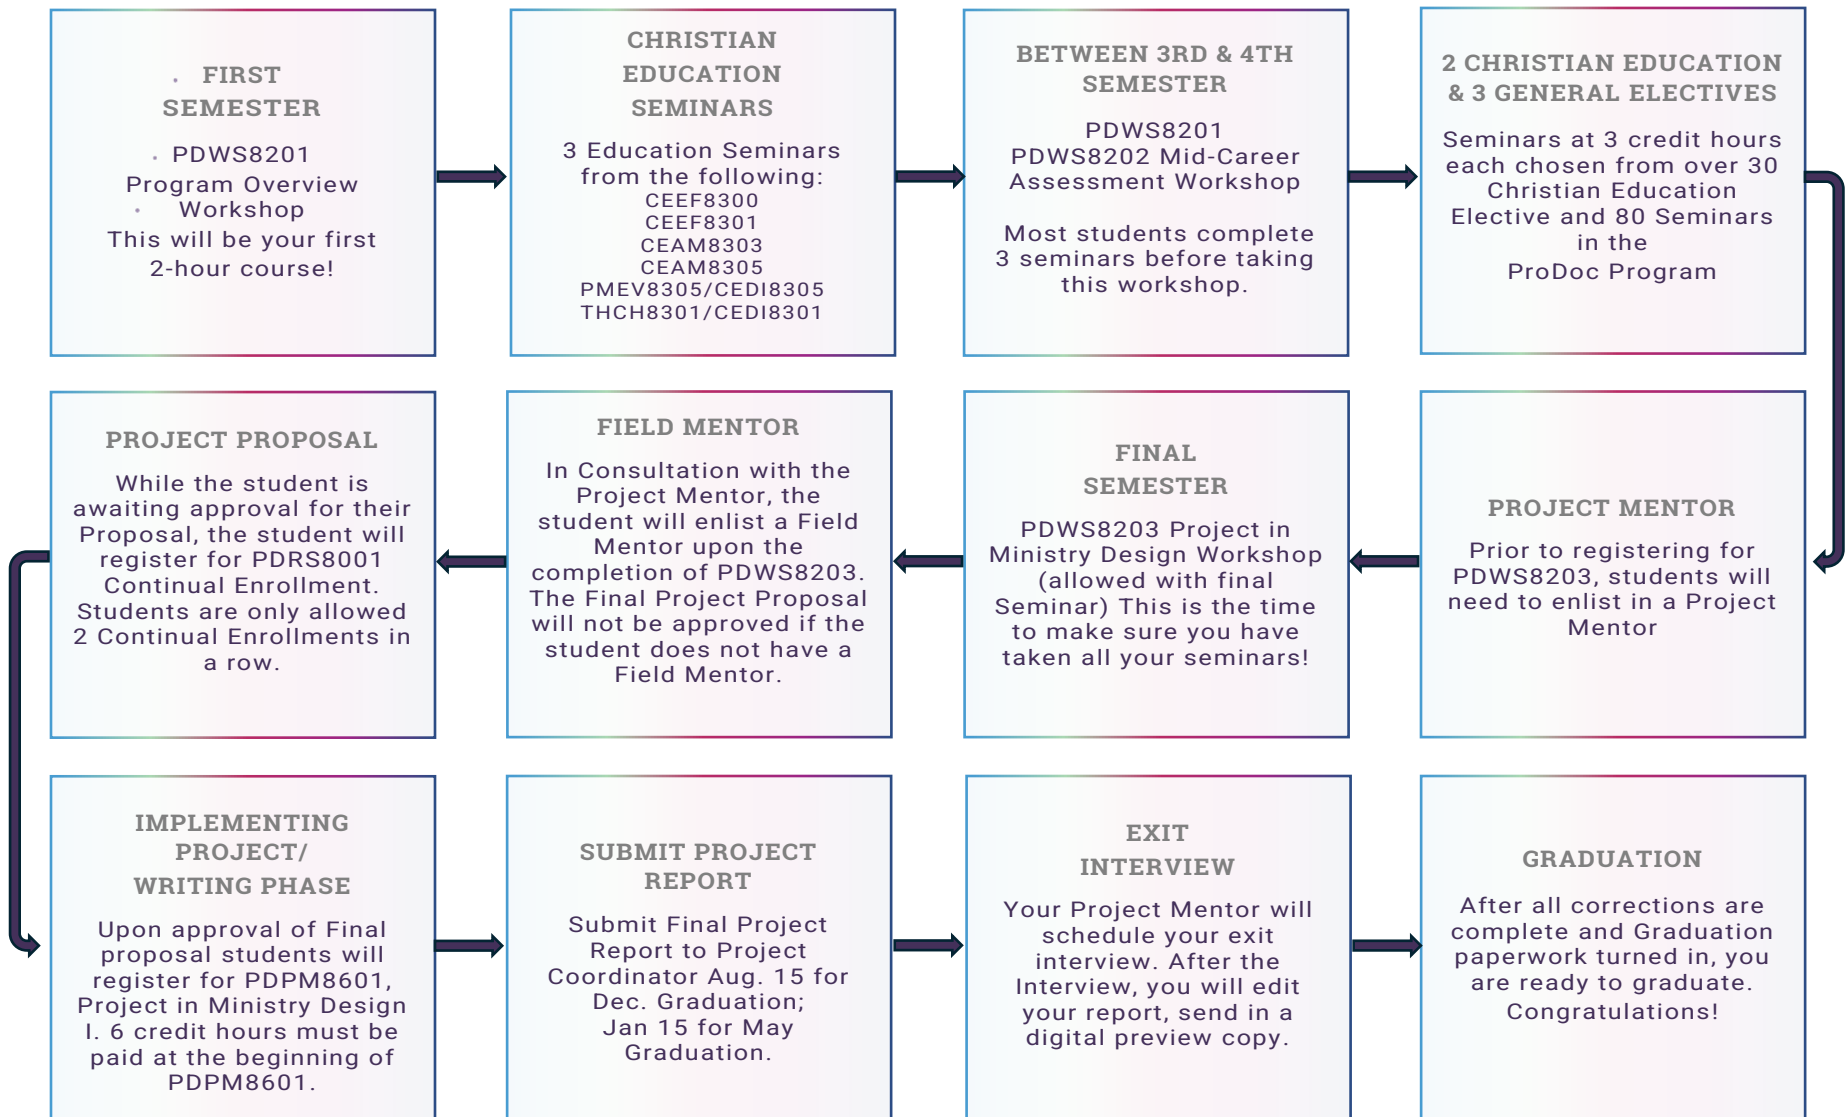 FIRST
SEMESTER
PDWS8201
Program Overview
Workshop
This will be your first
2-hour course!
CHRISTIAN
EDUCATION
SEMINARS
3 Education Seminars
from the following:
CEEF8300
CEEF8301
CEAM8303
CEAM8305
PMEV8305/CEDI8305
THCH8301/CEDI8301
BETWEEN 3RD & 4TH
SEMESTER
PDWS8201
PDWS8202 Mid-Career
Assessment Workshop
Most students complete
3 seminars before taking
this workshop.
2 CHRISTIAN EDUCATION
& 3 GENERAL ELECTIVES
Seminars at 3 credit hours
each chosen from over 30
Christian Education
Elective and 80 Seminars
in the
ProDoc Program
PROJECT MENTOR
Prior to registering for
PDWS8203, students will
need to enlist in a Project
Mentor
FINAL
SEMESTER
PDWS8203 Project in
Ministry Design Workshop
(allowed with final
Seminar) This is the time
to make sure you have
taken all your seminars!
FIELD MENTOR
In Consultation with the
Project Mentor, the
student will enlist a Field
Mentor upon the
completion of PDWS8203.
The Final Project Proposal
will not be approved if the
student does not have a
Field Mentor.
PROJECT PROPOSAL
While the student is
awaiting approval for their
Proposal, the student will
register for PDRS8001
Continual Enrollment.
Students are only allowed
2 Continual Enrollments in
a row.
IMPLEMENTING
PROJECT/
WRITING PHASE
Upon approval of Final
proposal students will
register for PDPM8601,
Project in Ministry Design
I. 6 credit hours must be
paid at the beginning of
PDPM8601.
SUBMIT PROJECT
REPORT
Submit Final Project
Report to Project
Coordinator Aug. 15 for
Dec. Graduation;
Jan 15 for May
Graduation.
EXIT
INTERVIEW
Your Project Mentor will
schedule your exit
interview. After the
Interview, you will edit
your report, send in a
digital preview copy.
GRADUATION
After all corrections are
complete and Graduation
paperwork turned in, you
are ready to graduate.
Congratulations!